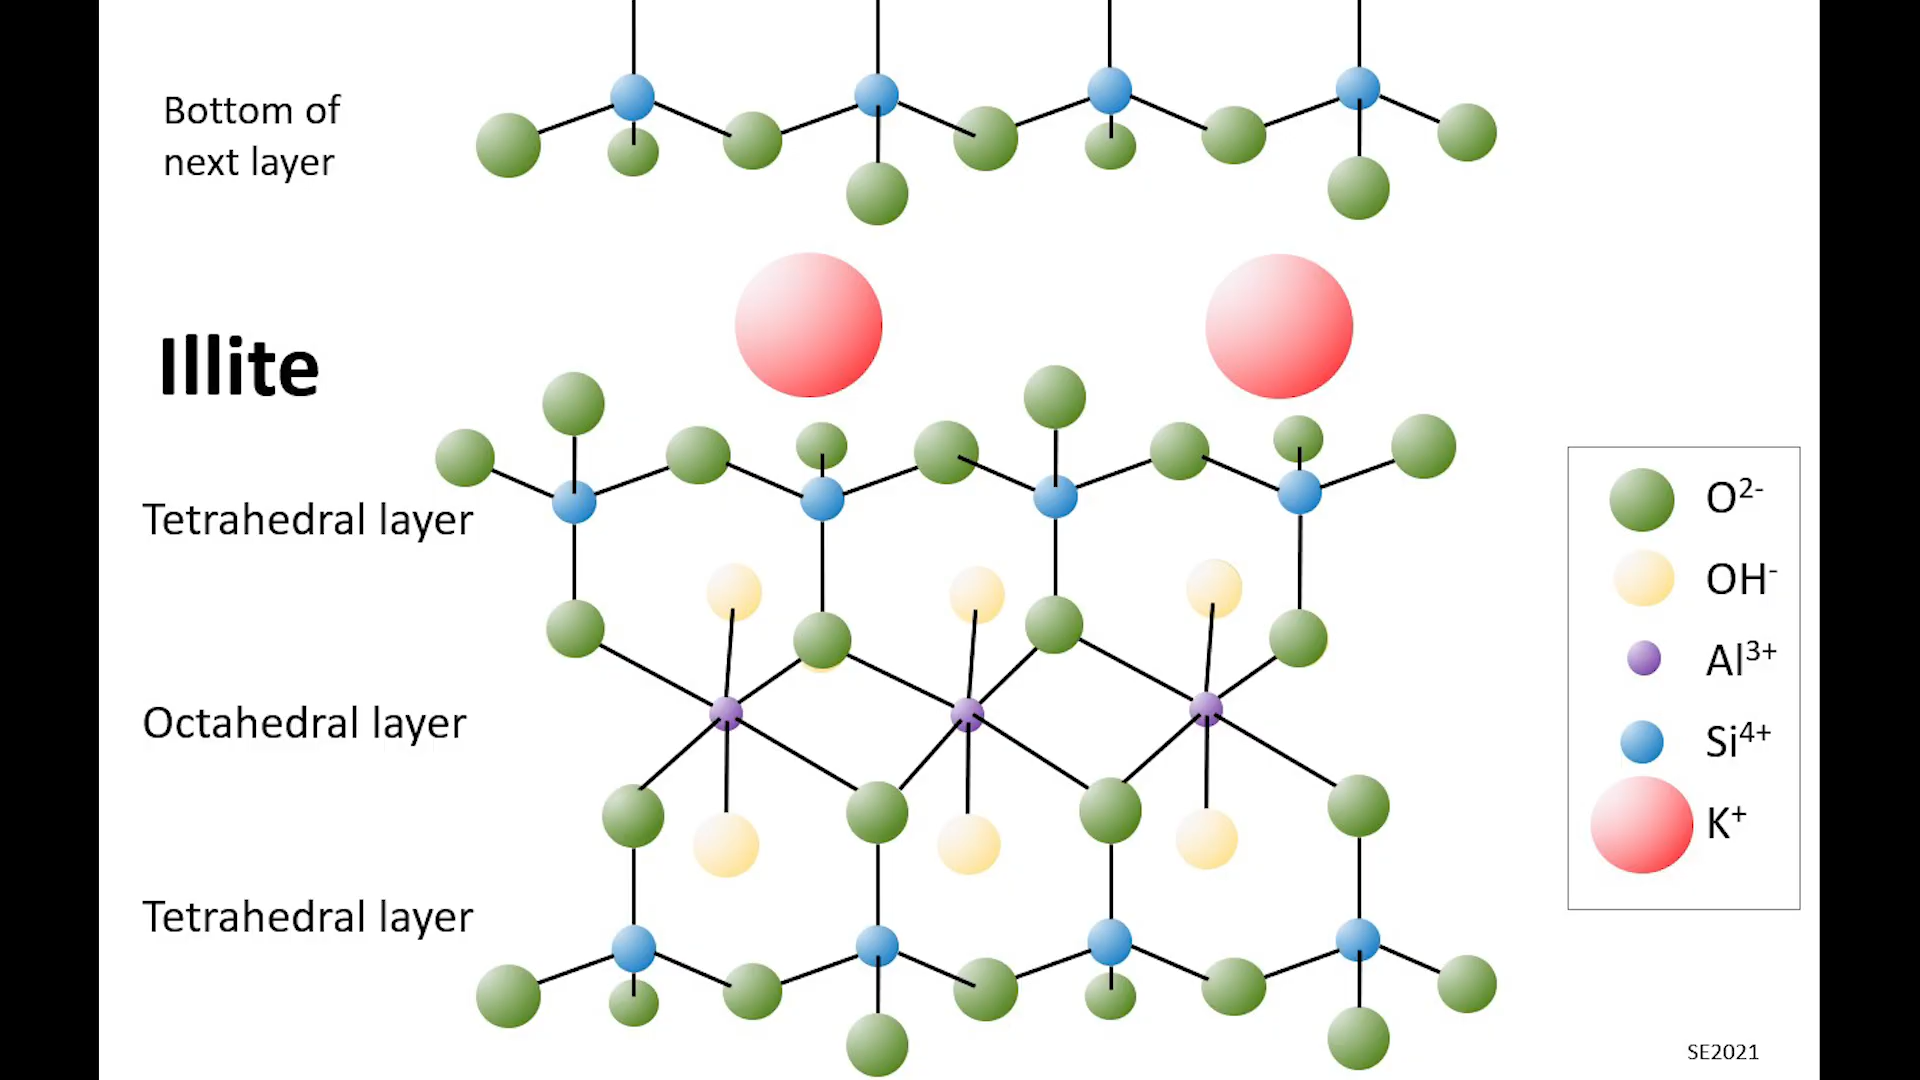 Bottom of
next layer
Illite
Tetrahedral layer
Octahedral layer
Tetrahedral layer
O²⁻
OH⁻
Al³⁺
Si⁴⁺
K⁺
SE2021